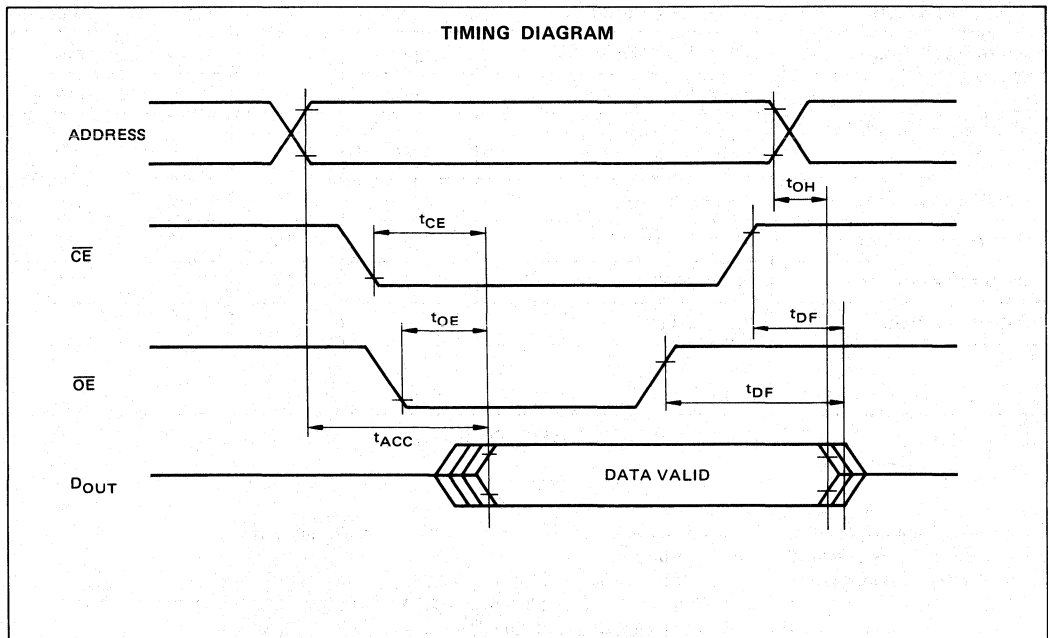 TIMING DIAGRAM
ADDRESS
tOH
CE
tCE
tDF
OE
tOE
tDF
tACC
DOUT
DATA VALID